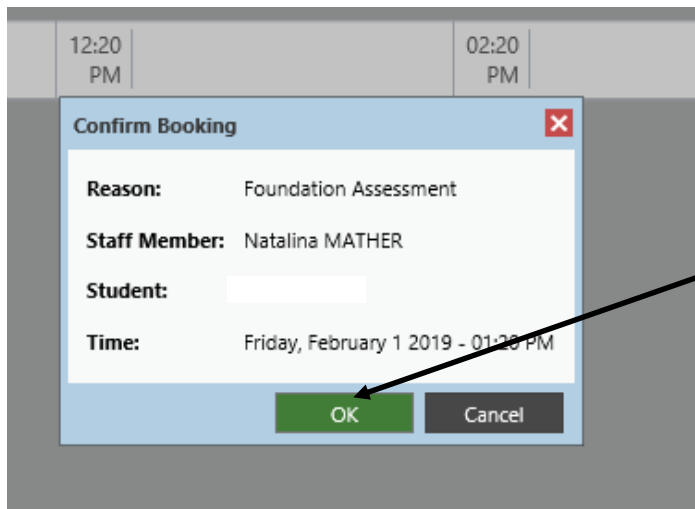 12:20
PM
02:20
PM
Confirm Booking
Reason: Foundation Assessment
Staff Member: Natalina MATHER
Student:
Time: Friday, February 1 2019 - 01:20 PM
OK Cancel